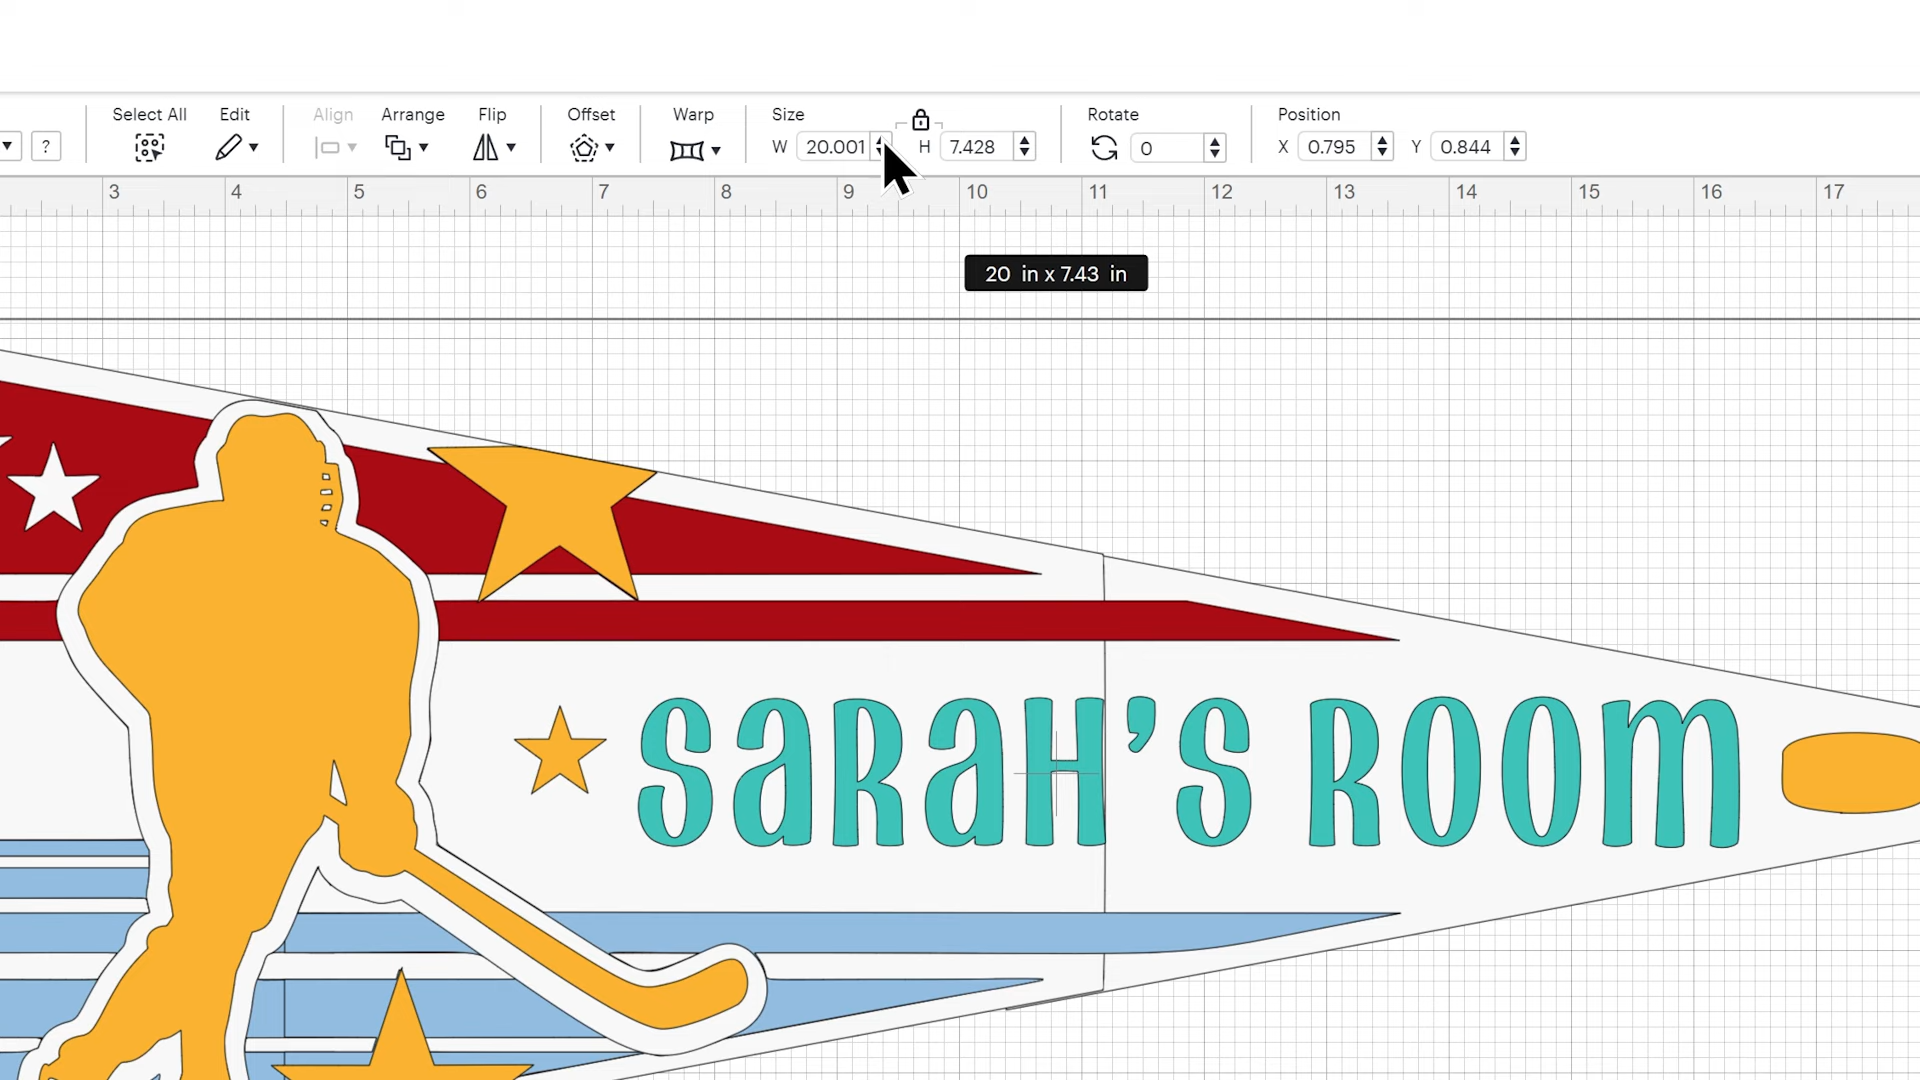 Select All Edit Align Arrange Flip Offset Warp Size Rotate Position
? W 20.001 H 7.428 0 X 0.795 Y 0.844
3 4 5 6 7 8 9 10 11 12 13 14 15 16 17
20 in x 7.43 in
SaRaH’S ROOm